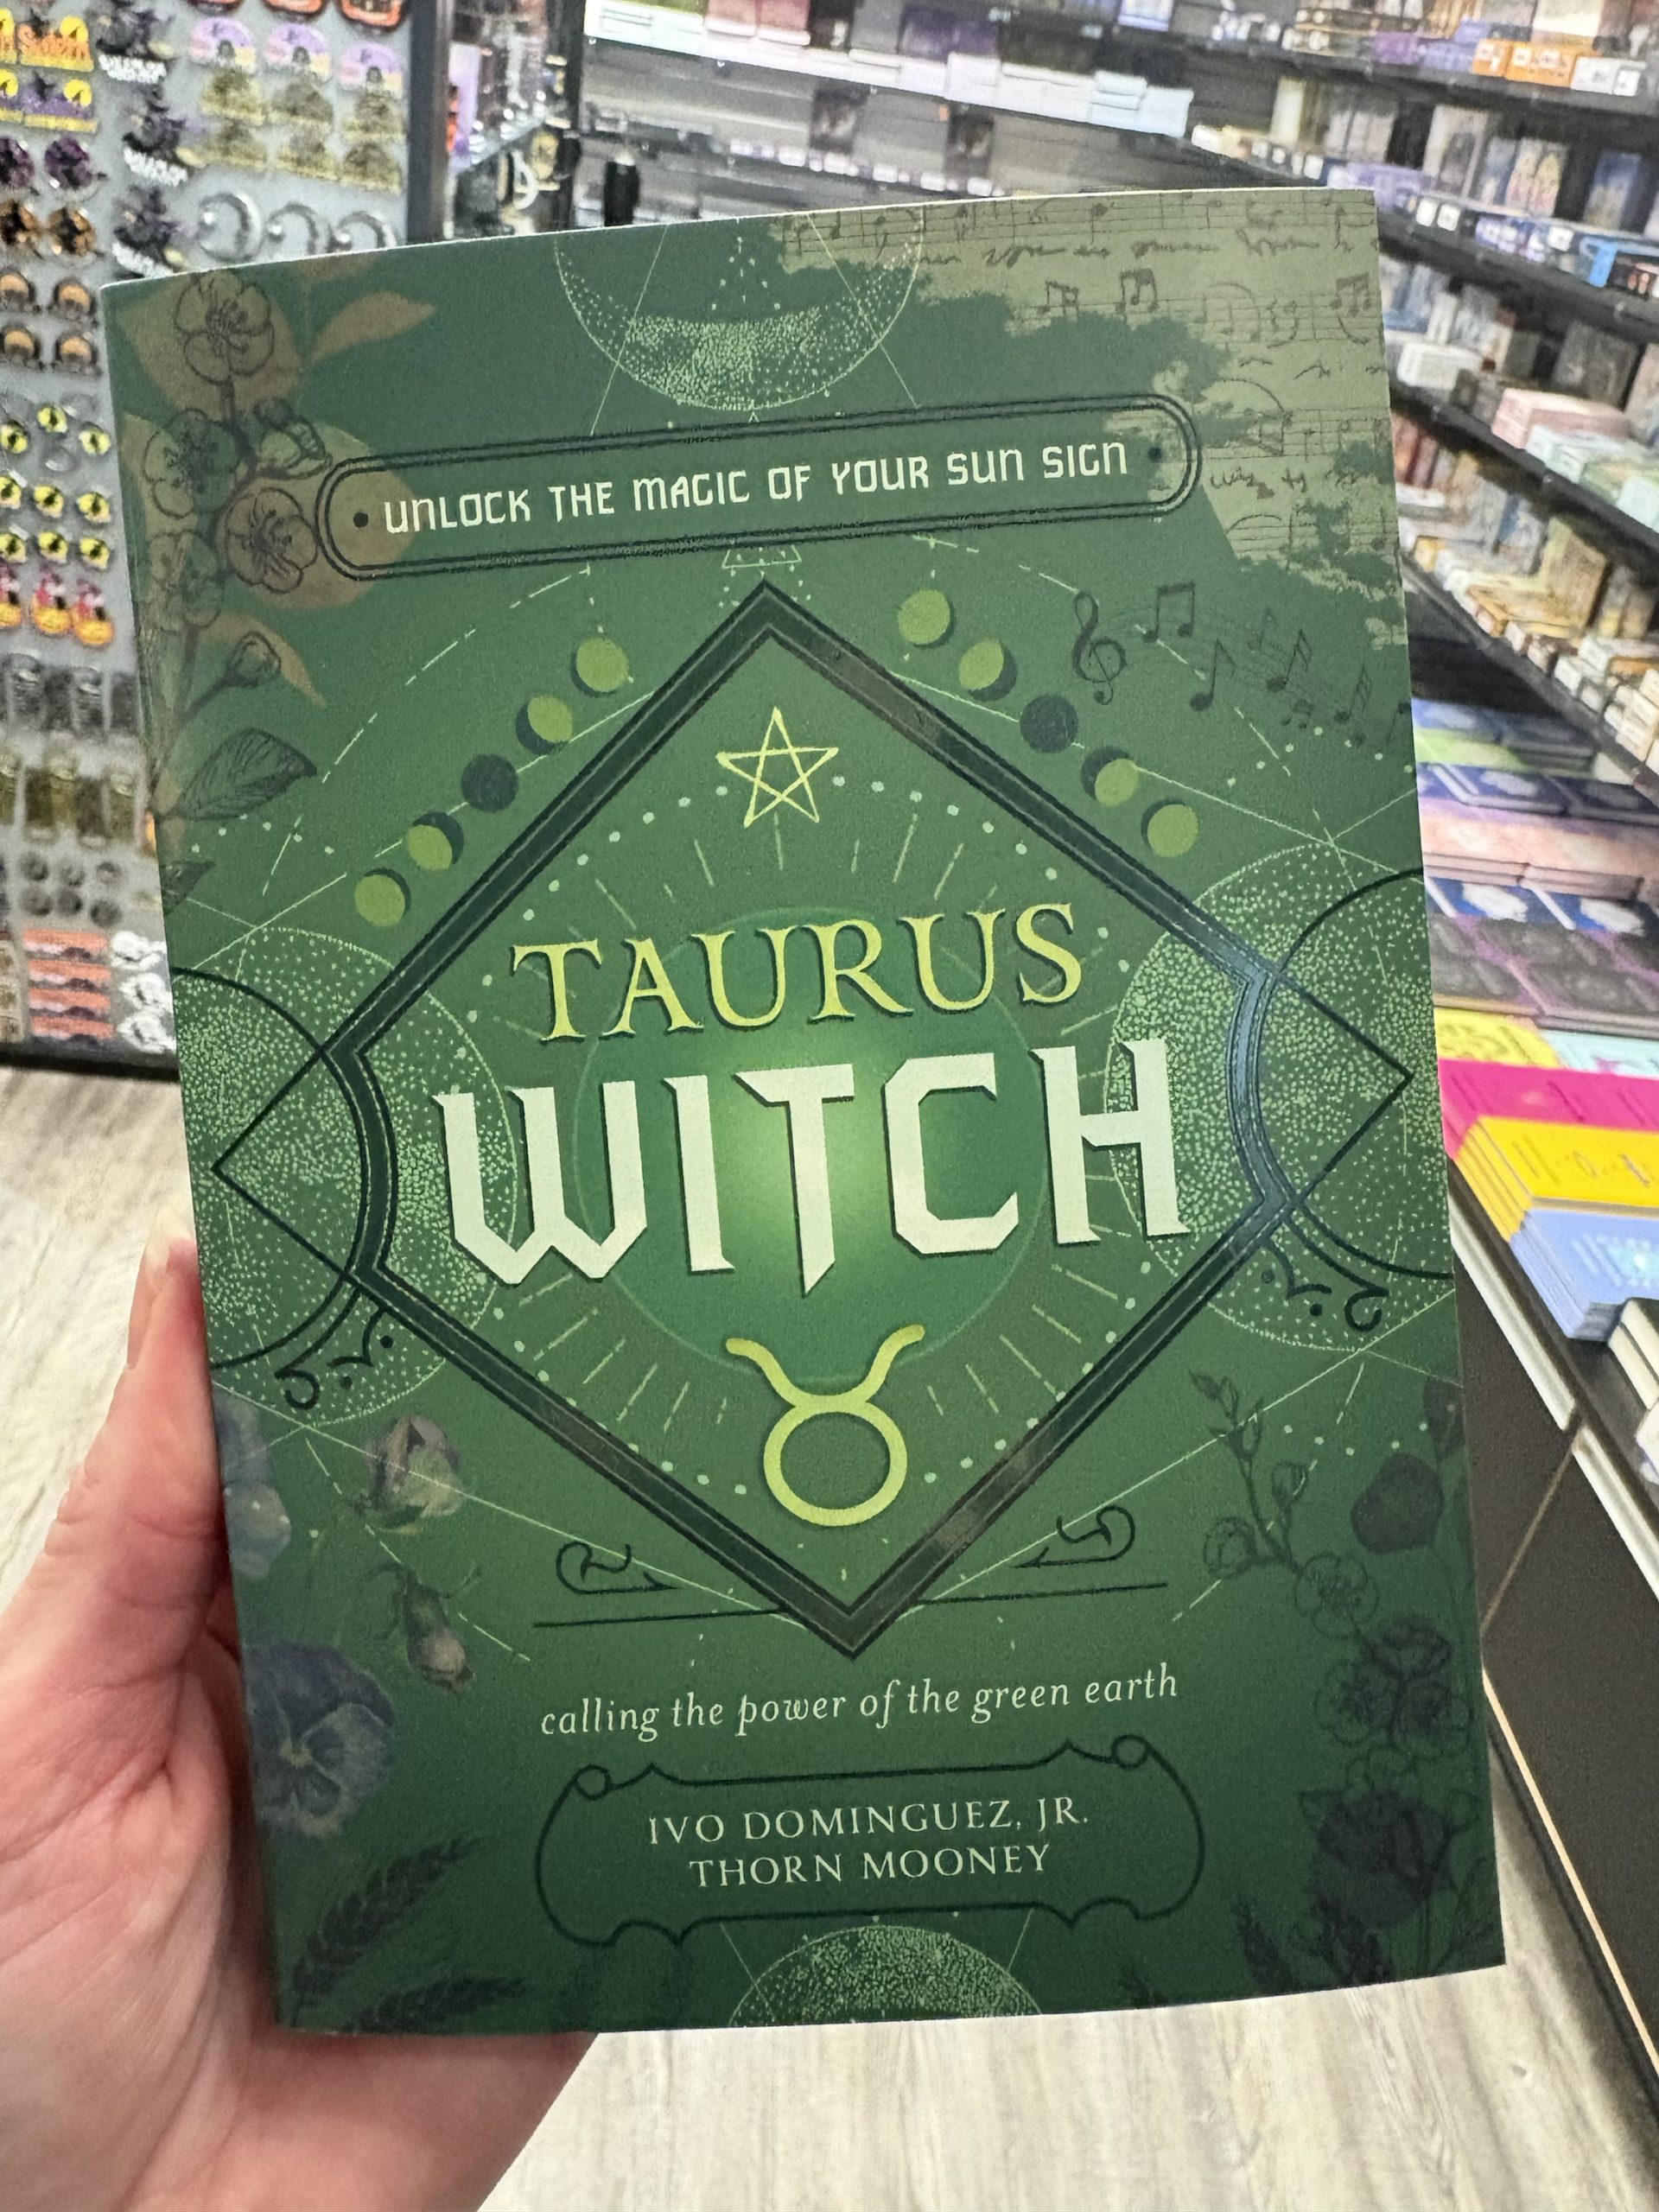 UNLOCK THE MAGIC OF YOUR SUN SIGN
TAURUS
WITCH
calling the power of the green earth
IVO DOMINGUEZ, JR.
THORN MOONEY